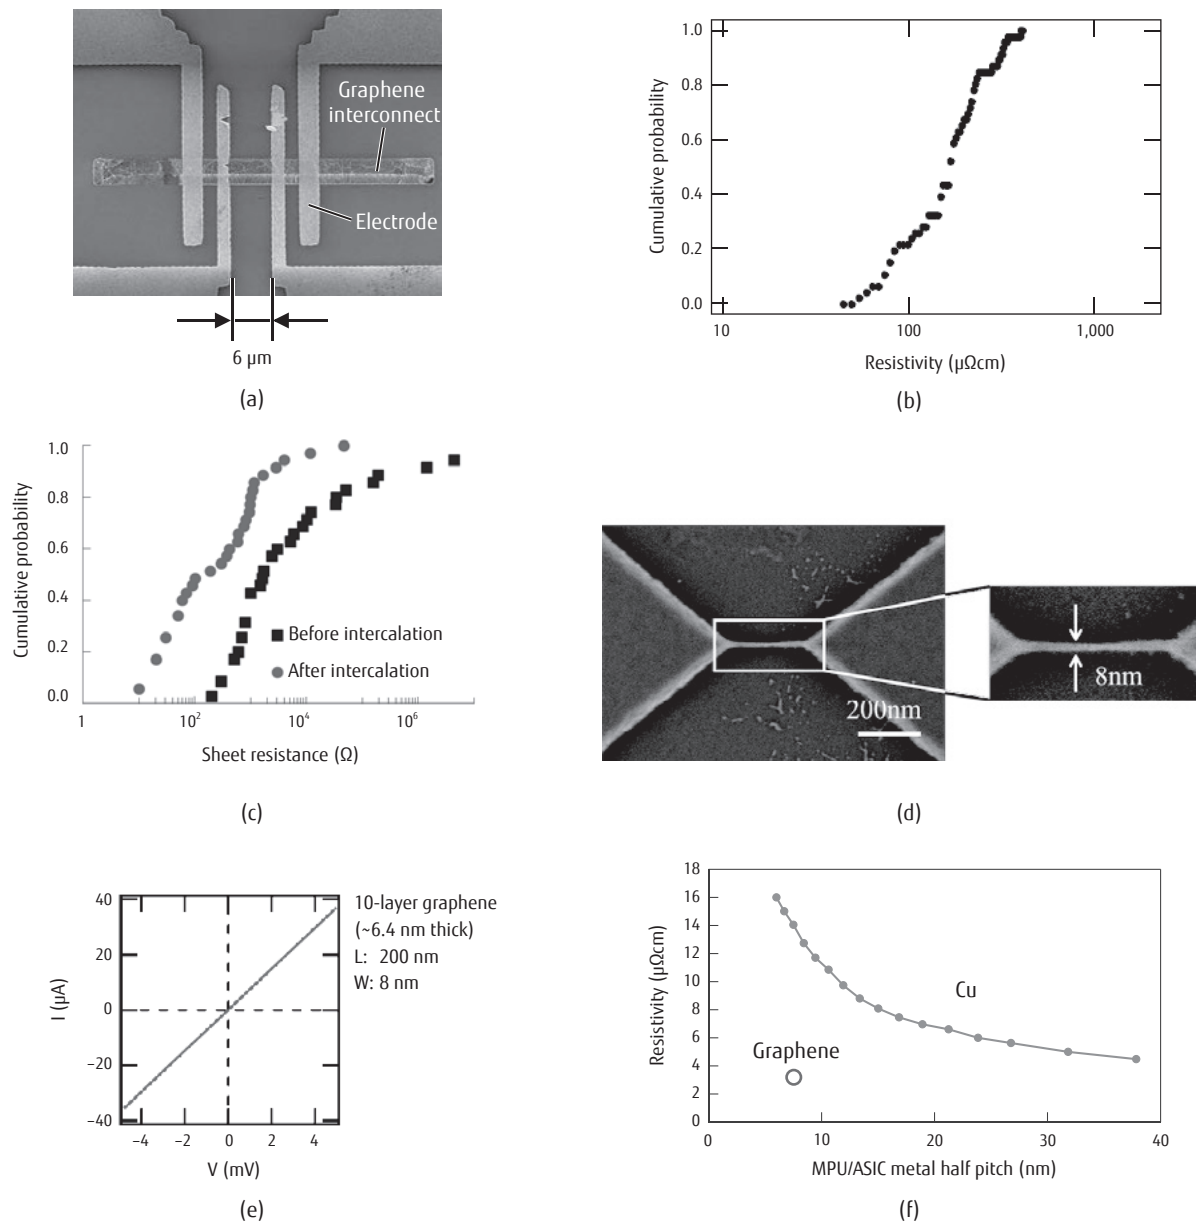 Graphene
interconnect
Electrode
6 µm
(a)
Cumulative probability
1.0
0.8
0.6
0.4
0.2
0.0
10
100
1,000
Resistivity (µΩcm)
(b)
Cumulative probability
1.0
0.8
0.6
0.4
0.2
0.0
Before intercalation
After intercalation
1
10²
10⁴
10⁶
Sheet resistance (Ω)
(c)
8nm
200nm
(d)
I (µA)
40
20
0
−20
−40
−4
−2
0
2
4
V (mV)
10-layer graphene
(~6.4 nm thick)
L: 200 nm
W: 8 nm
(e)
Resistivity (µΩcm)
18
16
14
12
10
8
6
4
2
0
Cu
Graphene
0
10
20
30
40
MPU/ASIC metal half pitch (nm)
(f)